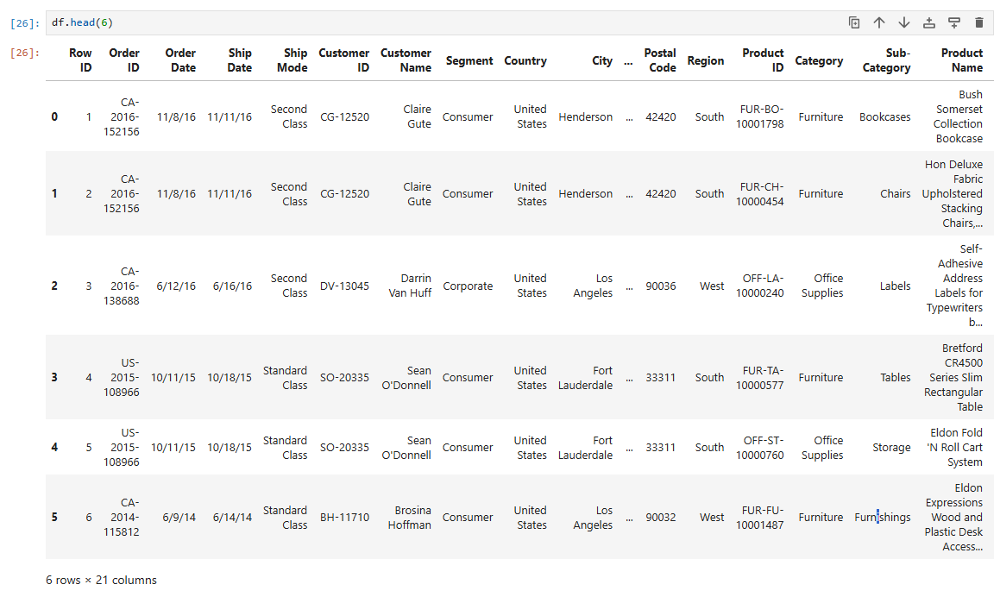 [26]: df.head(6)
[26]:
Row ID Order ID Order Date Ship Date Ship Mode Customer ID Customer Name Segment Country City ... Postal Code Region Product ID Category Sub-Category Product Name
0 1 CA-2016-152156 11/8/16 11/11/16 Second Class CG-12520 Claire Gute Consumer United States Henderson ... 42420 South FUR-BO-10001798 Furniture Bookcases Bush Somerset Collection Bookcase
1 2 CA-2016-152156 11/8/16 11/11/16 Second Class CG-12520 Claire Gute Consumer United States Henderson ... 42420 South FUR-CH-10000454 Furniture Chairs Hon Deluxe Fabric Upholstered Stacking Chairs,...
2 3 CA-2016-138688 6/12/16 6/16/16 Second Class DV-13045 Darrin Van Huff Corporate United States Los Angeles ... 90036 West OFF-LA-10000240 Office Supplies Labels Self-Adhesive Address Labels for Typewriters b...
3 4 US-2015-108966 10/11/15 10/18/15 Standard Class SO-20335 Sean O'Donnell Consumer United States Fort Lauderdale ... 33311 South FUR-TA-10000577 Furniture Tables Bretford CR4500 Series Slim Rectangular Table
4 5 US-2015-108966 10/11/15 10/18/15 Standard Class SO-20335 Sean O'Donnell Consumer United States Fort Lauderdale ... 33311 South OFF-ST-10000760 Office Supplies Storage Eldon Fold 'N Roll Cart System
5 6 CA-2014-115812 6/9/14 6/14/14 Standard Class BH-11710 Brosina Hoffman Consumer United States Los Angeles ... 90032 West FUR-FU-10001487 Furniture Furnishings Eldon Expressions Wood and Plastic Desk Access...
6 rows × 21 columns